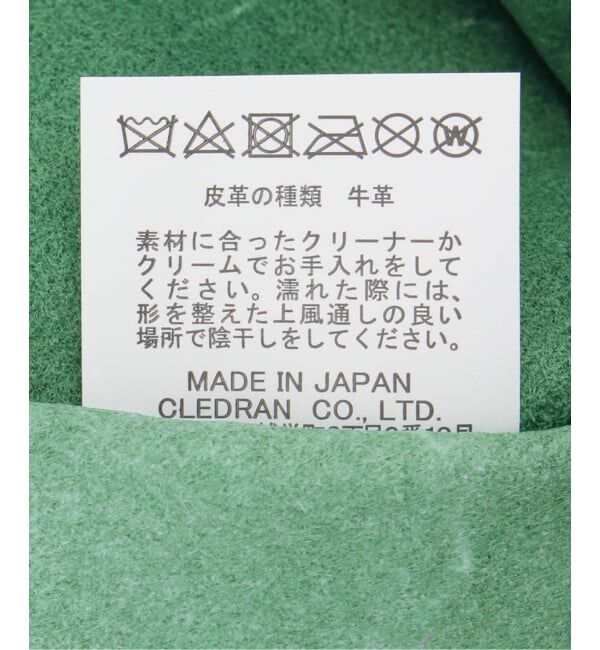 皮革の種類　牛革
素材に合ったクリーナーか
クリームでお手入れをして
ください。濡れた際には、
形を整えた上風通しの良い
場所で陰干しをしてください。
MADE IN JAPAN
CLEDRAN CO., LTD.